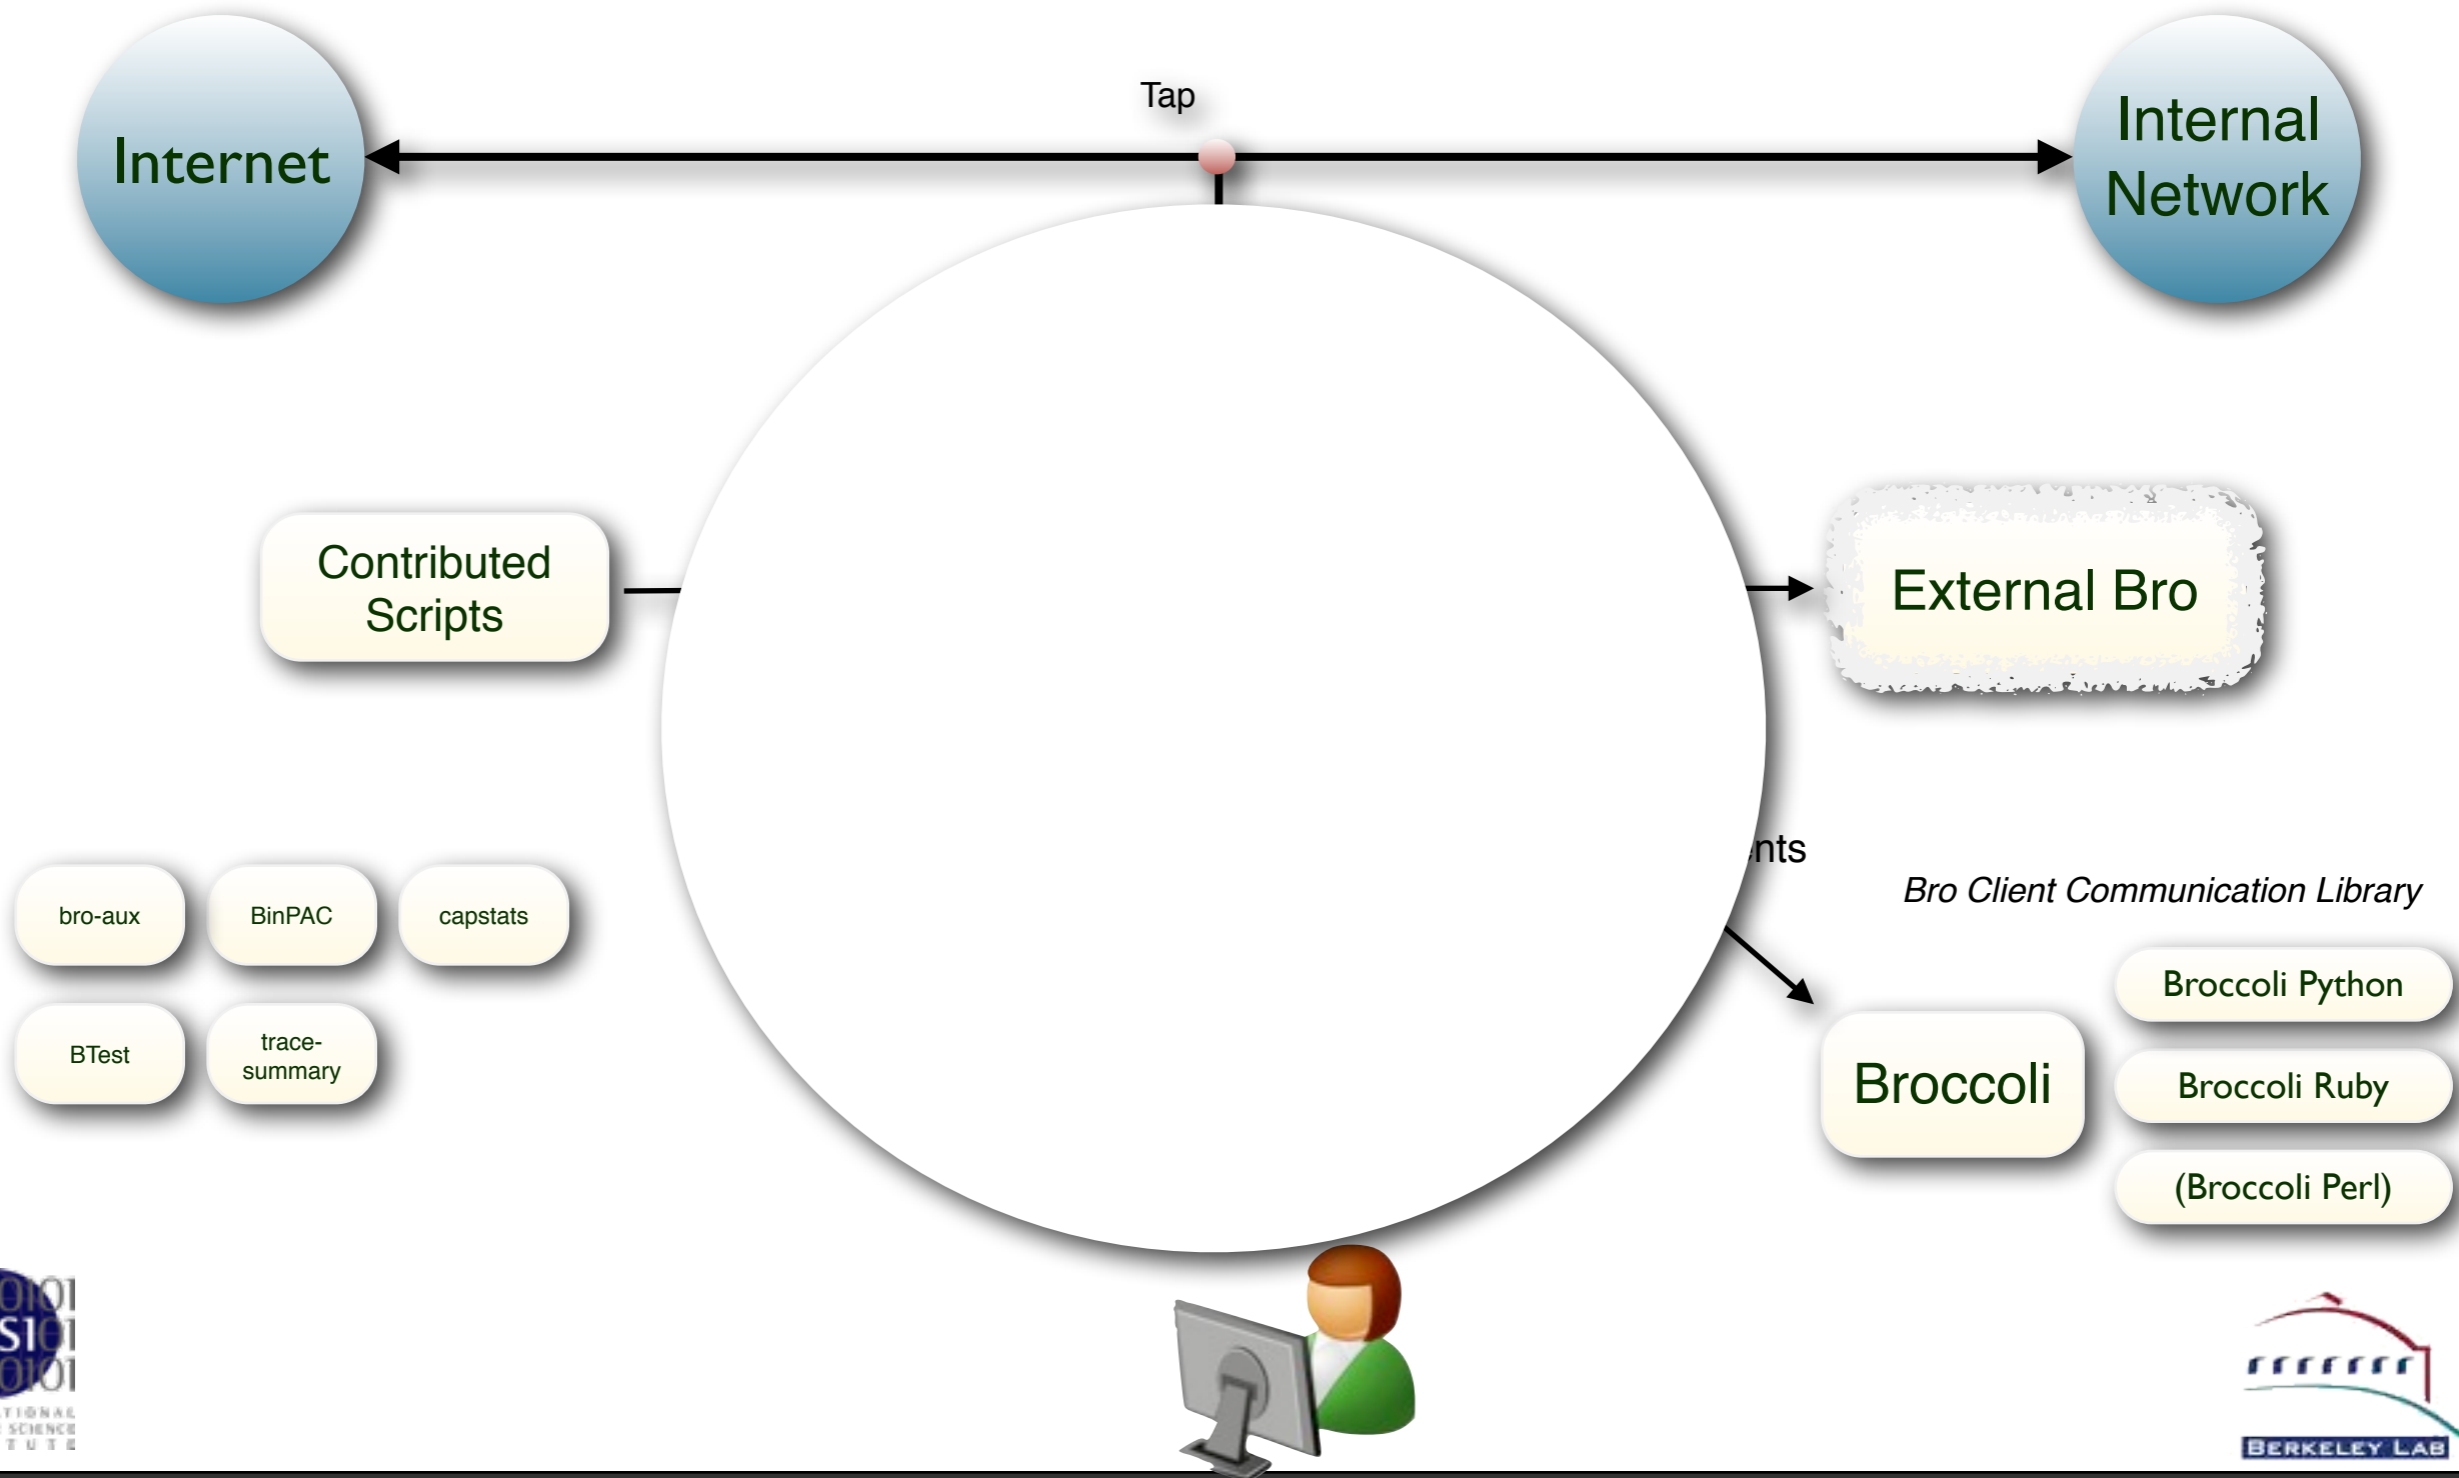 Tap
Internet
Internal
Network
Contributed
Scripts
External Bro
nts
Bro Client Communication Library
bro-aux
BinPAC
capstats
BTest
trace-
summary
Broccoli
Broccoli Python
Broccoli Ruby
(Broccoli Perl)
BERKELEY LAB